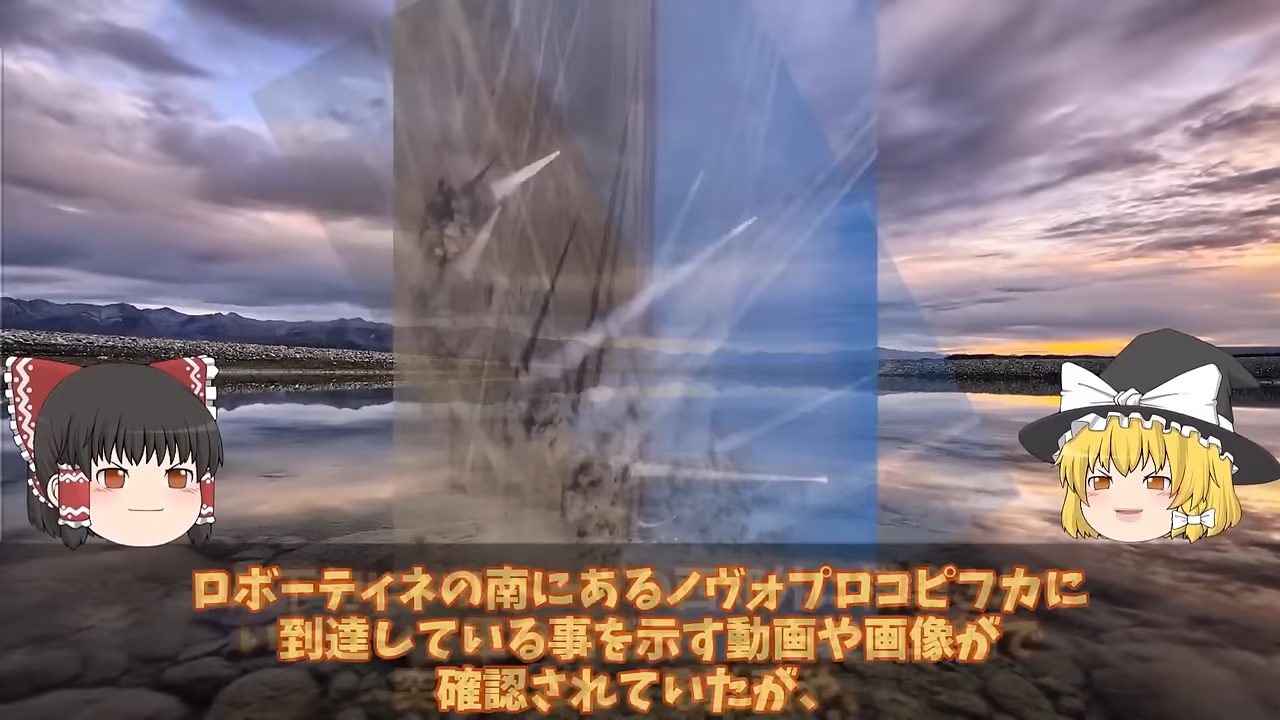 ロボーティネの南にあるノヴォプロコピフカに
到達している事を示す動画や画像が
確認されていたが、